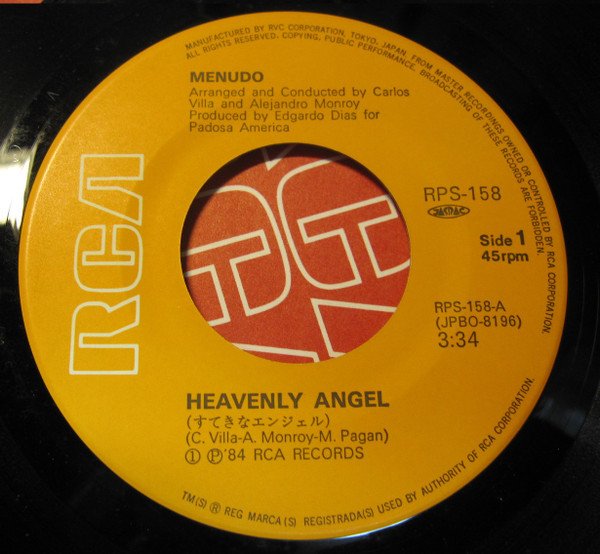 MANUFACTURED BY RVC CORPORATION, TOKYO, JAPAN. FROM MASTER RECORDINGS OWNED OR CONTROLLED BY RCA CORPORATION.
ALL RIGHTS RESERVED. COPYING, PUBLIC PERFORMANCE, BROADCASTING OF THESE RECORDS ARE FORBIDDEN.
MENUDO
Arranged and Conducted by Carlos
Villa and Alejandro Monroy
Produced by Edgardo Dias for
Padosa America
RCA
RPS-158
JASRAC
Side 1
45rpm
RPS-158-A
(JPBO-8196)
3:34
HEAVENLY ANGEL
(すてきなエンジェル)
(C. Villa-A. Monroy-M. Pagan)
① Ⓟ'84 RCA RECORDS
TM(S) ® REG MARCA(S) REGISTRADA(S) USED BY AUTHORITY OF RCA CORPORATION.